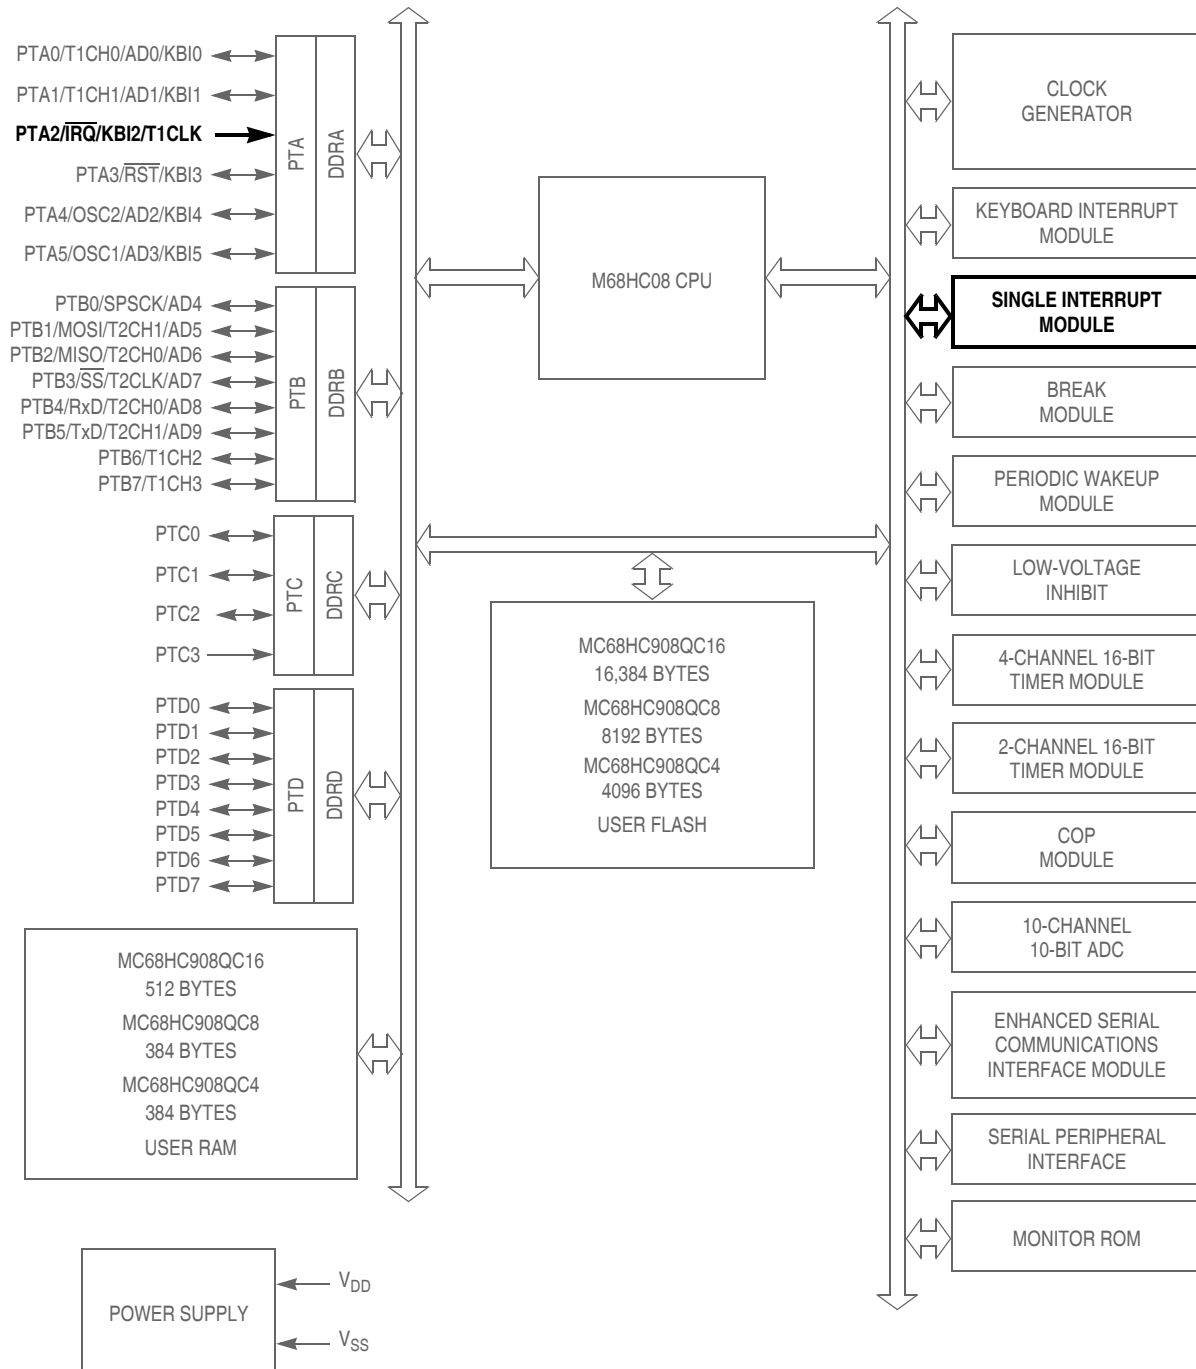 PTA0/T1CH0/AD0/KBI0
PTA1/T1CH1/AD1/KBI1
PTA2/IRQ/KBI2/T1CLK
PTA3/RST/KBI3
PTA4/OSC2/AD2/KBI4
PTA5/OSC1/AD3/KBI5
PTA
DDRA
PTB0/SPSCK/AD4
PTB1/MOSI/T2CH1/AD5
PTB2/MISO/T2CH0/AD6
PTB3/SS/T2CLK/AD7
PTB4/RxD/T2CH0/AD8
PTB5/TxD/T2CH1/AD9
PTB6/T1CH2
PTB7/T1CH3
PTB
DDRB
PTC0
PTC1
PTC2
PTC3
PTC
DDRC
PTD0
PTD1
PTD2
PTD3
PTD4
PTD5
PTD6
PTD7
PTD
DDRD
MC68HC908QC16
512 BYTES
MC68HC908QC8
384 BYTES
MC68HC908QC4
384 BYTES
USER RAM
POWER SUPPLY
VDD
VSS
M68HC08 CPU
MC68HC908QC16
16,384 BYTES
MC68HC908QC8
8192 BYTES
MC68HC908QC4
4096 BYTES
USER FLASH
CLOCK
GENERATOR
KEYBOARD INTERRUPT
MODULE
SINGLE INTERRUPT
MODULE
BREAK
MODULE
PERIODIC WAKEUP
MODULE
LOW-VOLTAGE
INHIBIT
4-CHANNEL 16-BIT
TIMER MODULE
2-CHANNEL 16-BIT
TIMER MODULE
COP
MODULE
10-CHANNEL
10-BIT ADC
ENHANCED SERIAL
COMMUNICATIONS
INTERFACE MODULE
SERIAL PERIPHERAL
INTERFACE
MONITOR ROM